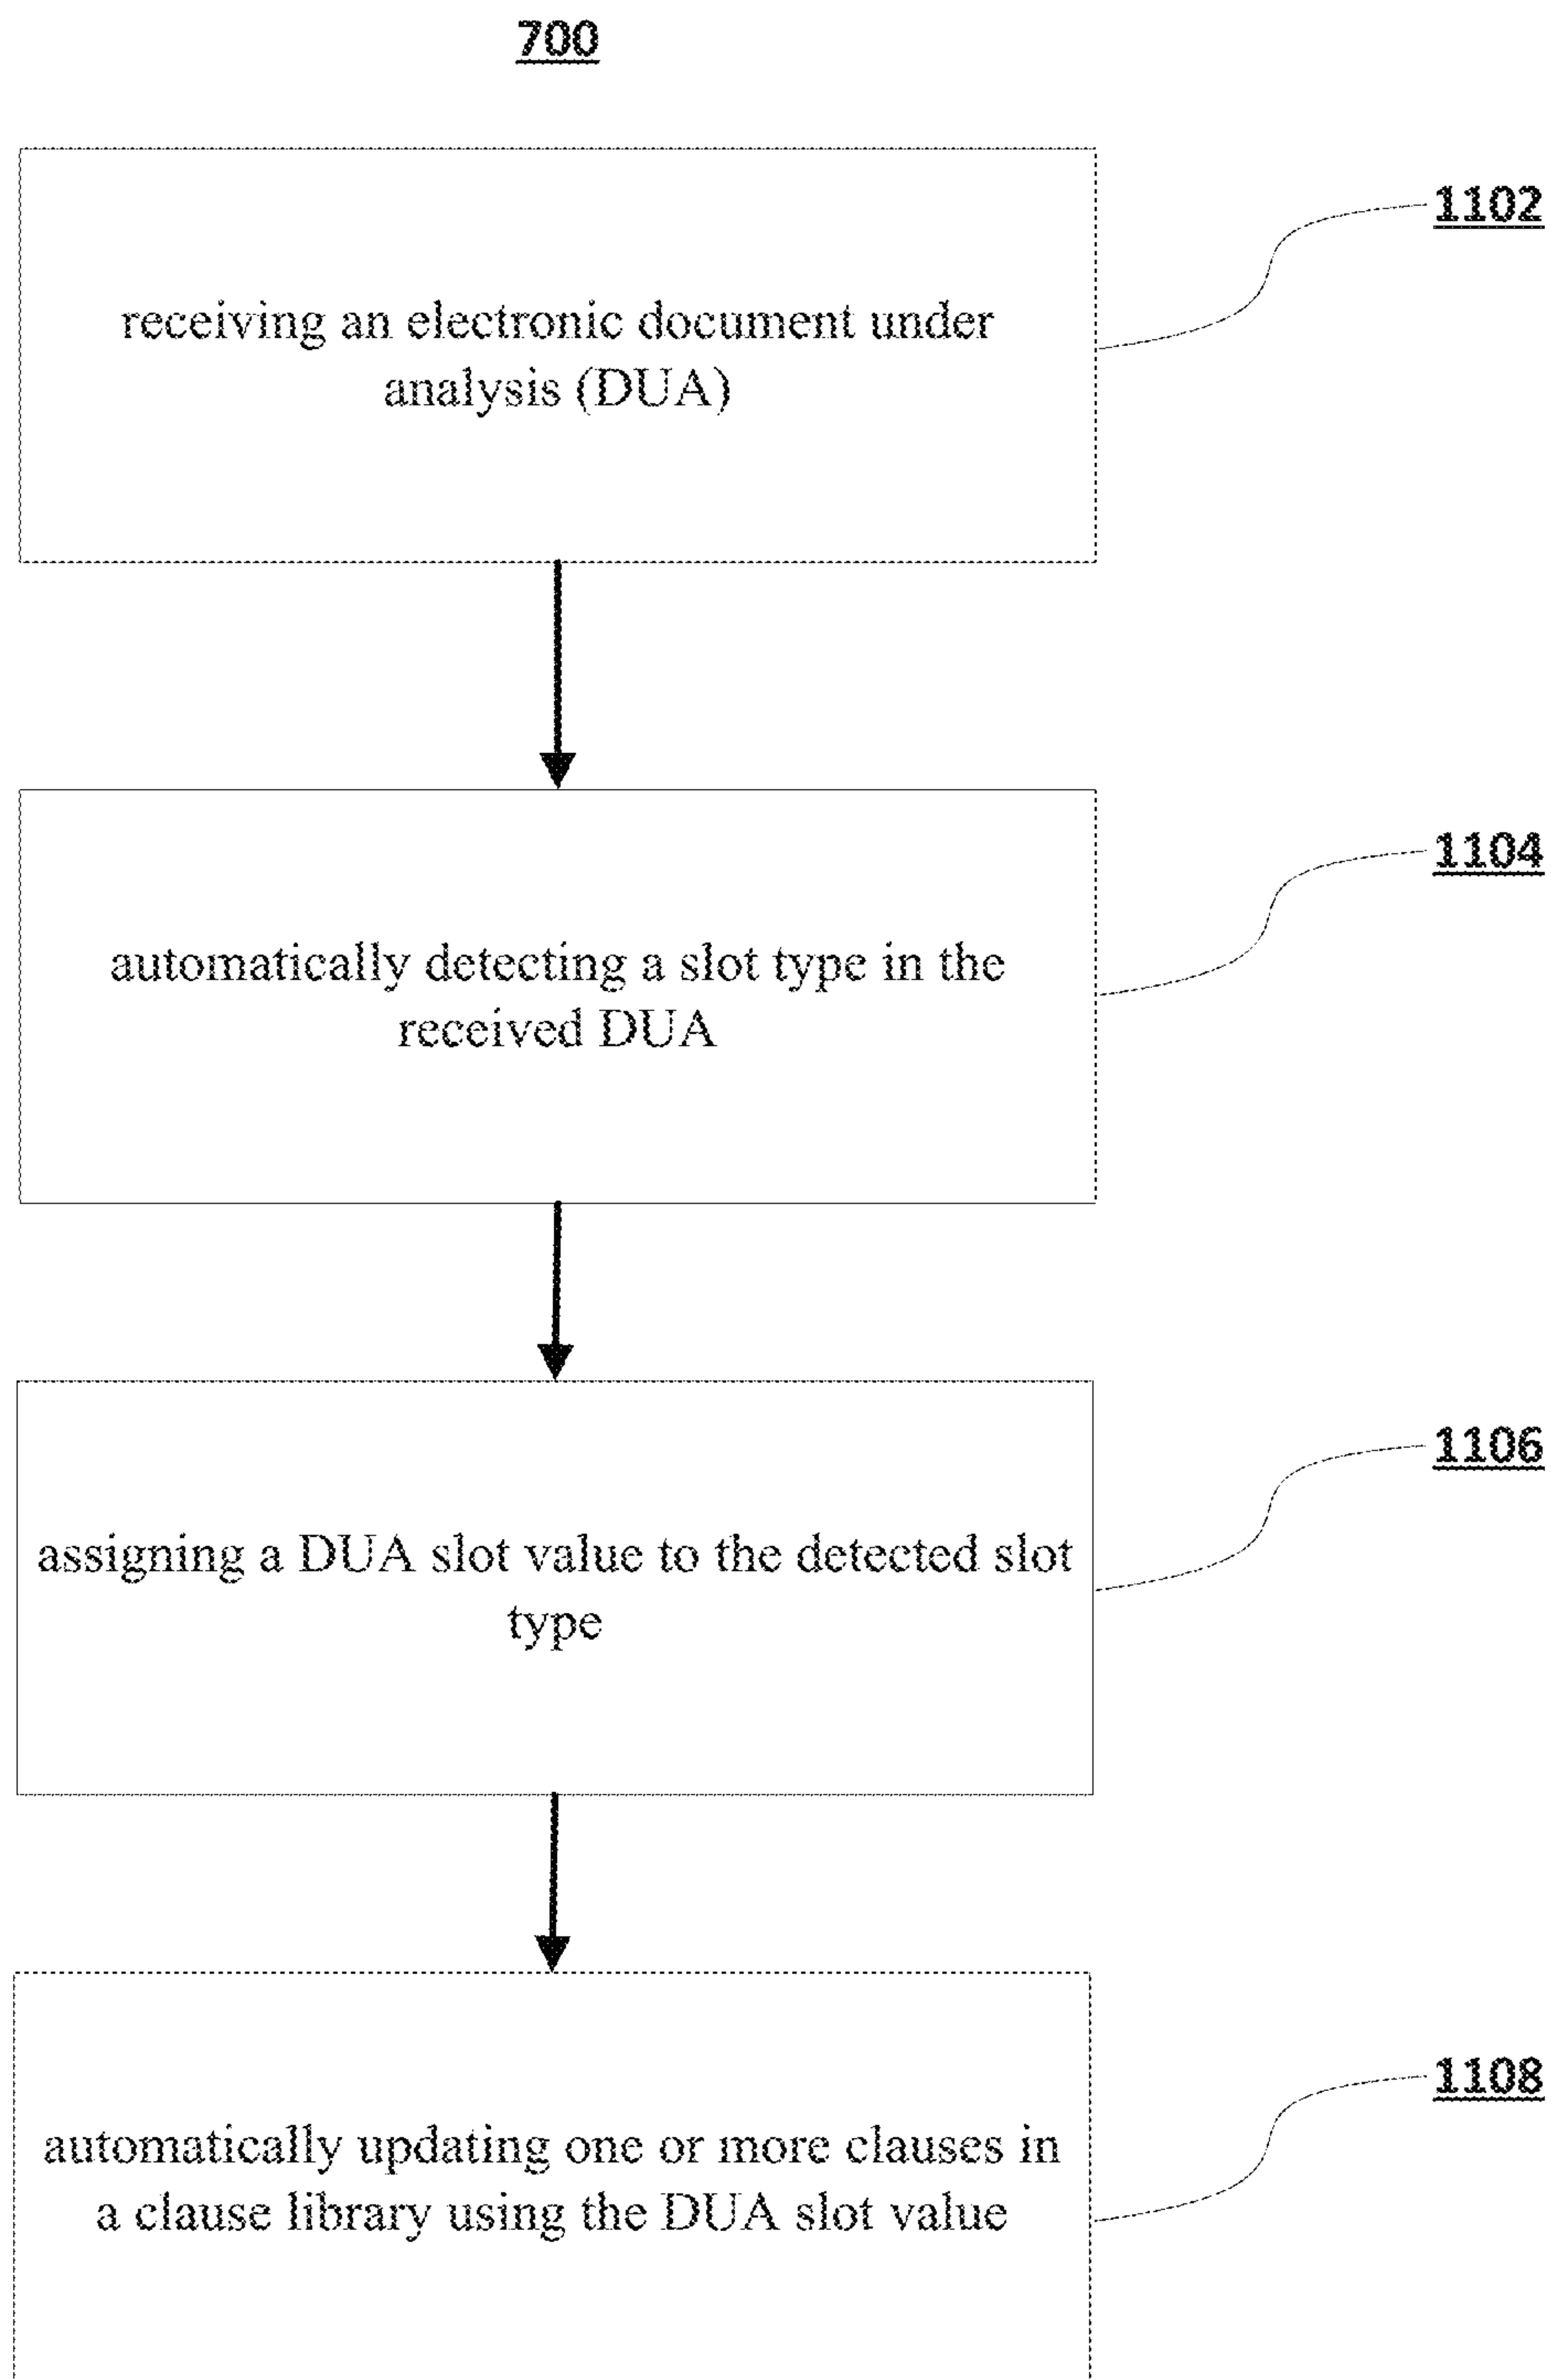 700
1102
receiving an electronic document under
analysis (DUA)
1104
automatically detecting a slot type in the
received DUA
1106
assigning a DUA slot value to the detected slot
type
1108
automatically updating one or more clauses in
a clause library using the DUA slot value